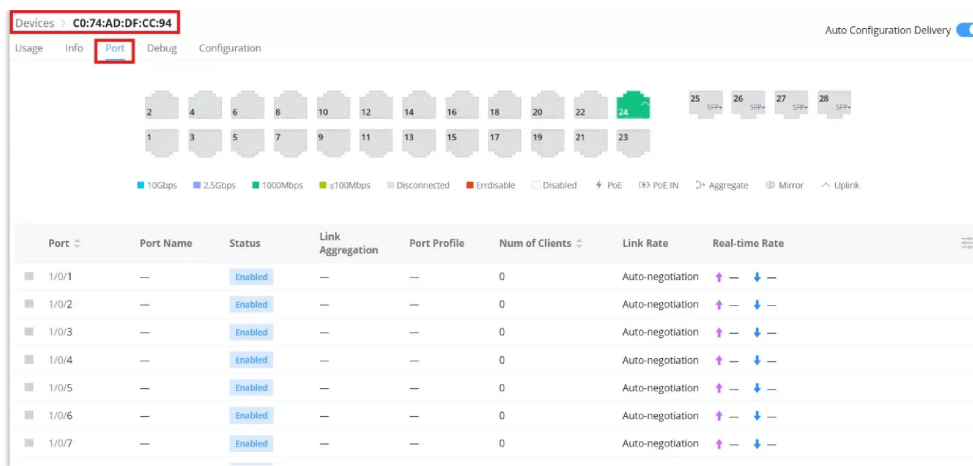 Devices > C0:74:AD:DF:CC:94
Auto Configuration Delivery
Usage Info Port Debug Configuration
2 4 6 8 10 12 14 16 18 20 22 24 25 SFP+ 26 SFP+ 27 SFP+ 28 SFP+
1 3 5 7 9 11 13 15 17 19 21 23
10Gbps 2.5Gbps 1000Mbps ≤100Mbps Disconnected Errdisable Disabled PoE PoE IN Aggregate Mirror Uplink
Port Port Name Status Link Aggregation Port Profile Num of Clients Link Rate Real-time Rate
1/0/1 — Enabled — — 0 Auto-negotiation — —
1/0/2 — Enabled — — 0 Auto-negotiation — —
1/0/3 — Enabled — — 0 Auto-negotiation — —
1/0/4 — Enabled — — 0 Auto-negotiation — —
1/0/5 — Enabled — — 0 Auto-negotiation — —
1/0/6 — Enabled — — 0 Auto-negotiation — —
1/0/7 — Enabled — — 0 Auto-negotiation — —